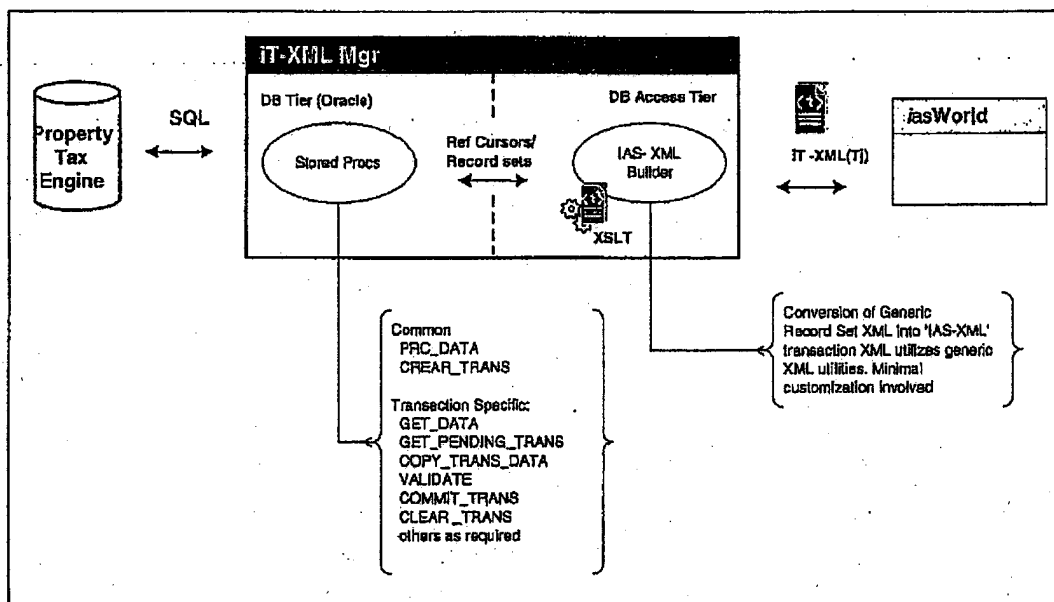 iT-XML Mgr
Property
Tax
Engine
SQL
DB Tier (Oracle)
Stored Procs
Ref Cursors/
Record sets
DB Access Tier
IAS-XML
Builder
XSLT
iT-XML(Tj)
iasWorld
Common
PRC_DATA
CREAR_TRANS
Transection Specific:
GET_DATA
GET_PENDING_TRANS
COPY_TRANS_DATA
VALIDATE
COMMIT_TRANS
CLEAR_TRANS
others as required
Conversion of Generic
Record Set XML into 'IAS-XML'
transaction XML utilizes generic
XML utilities. Minimal
customization involved